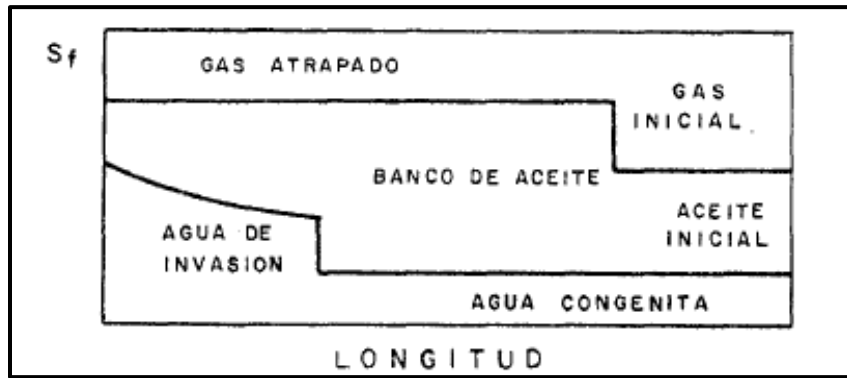 Sf
GAS ATRAPADO
GAS
INICIAL
BANCO DE ACEITE
ACEITE
INICIAL
AGUA DE
INVASION
AGUA CONGENITA
LONGITUD